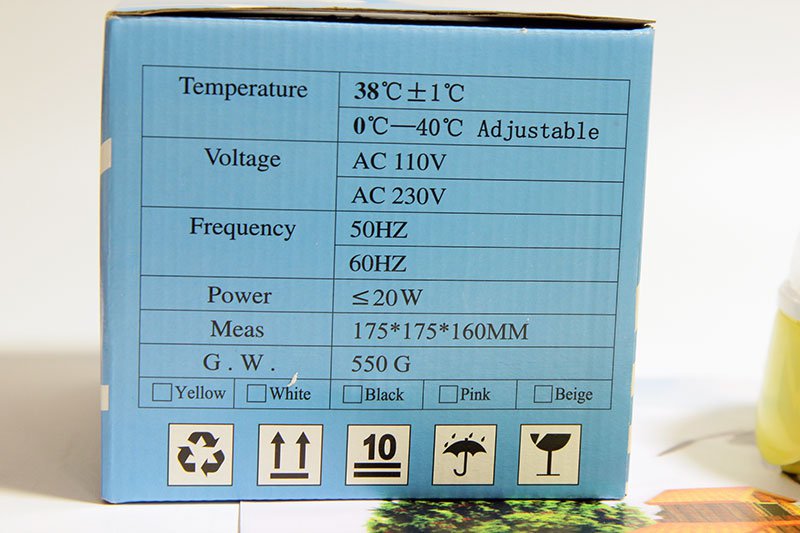 Temperature 38℃±1℃
0℃—40℃ Adjustable
Voltage AC 110V
AC 230V
Frequency 50HZ
60HZ
Power ≤20W
Meas 175*175*160MM
G . W . 550 G
Yellow White Black Pink Beige
10